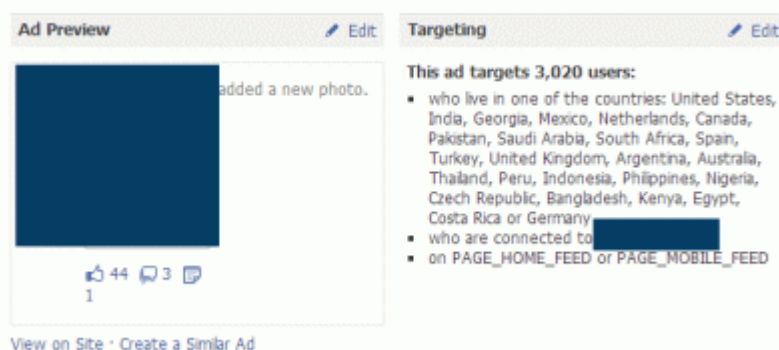 Ad Preview
Edit
added a new photo.
44 3
1
View on Site · Create a Similar Ad
Targeting
Edit
This ad targets 3,020 users:
who live in one of the countries: United States,
India, Georgia, Mexico, Netherlands, Canada,
Pakistan, Saudi Arabia, South Africa, Spain,
Turkey, United Kingdom, Argentina, Australia,
Thailand, Peru, Indonesia, Philippines, Nigeria,
Czech Republic, Bangladesh, Kenya, Egypt,
Costa Rica or Germany
who are connected to
on PAGE_HOME_FEED or PAGE_MOBILE_FEED